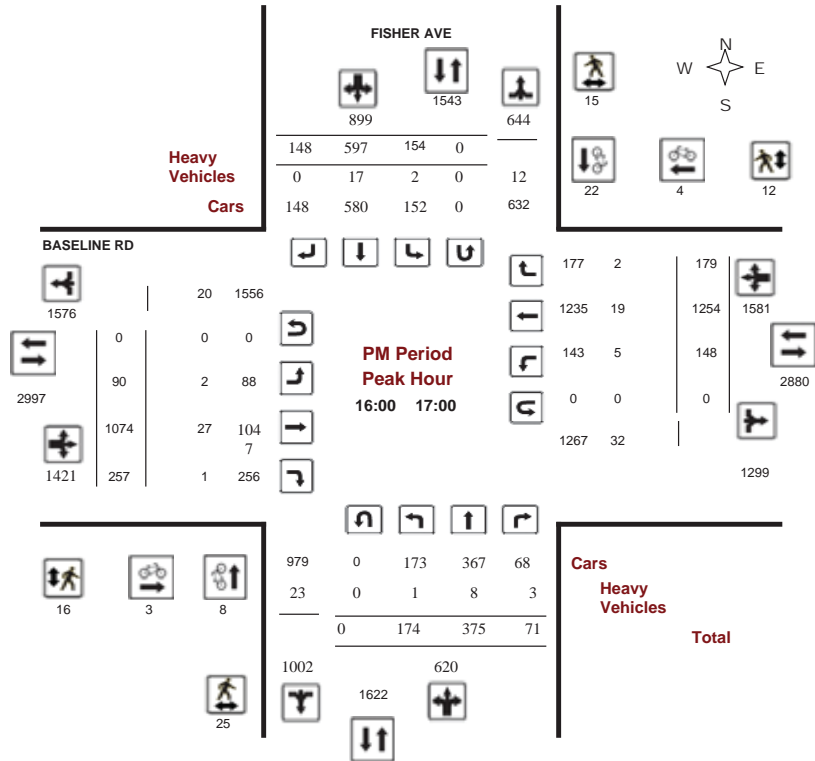 FISHER AVE
N
W E
S
1543
15
899 644
148 597 154 0
Heavy
Vehicles
0 17 2 0 12
Cars
148 580 152 0 632
22 4 12
BASELINE RD
1576
20 1556
177 2 179
1235 19 1254 1581
0 0 0
PM Period
Peak Hour
16:00 17:00
143 5 148
2997
90 2 88
2880
0 0 0
1074 27 104
7
1267 32
1421 257 1 256
1299
979 0 173 367 68
Cars
23 0 1 8 3
Heavy
Vehicles
16 3 8
0 174 375 71
Total
1002 620
1622
25